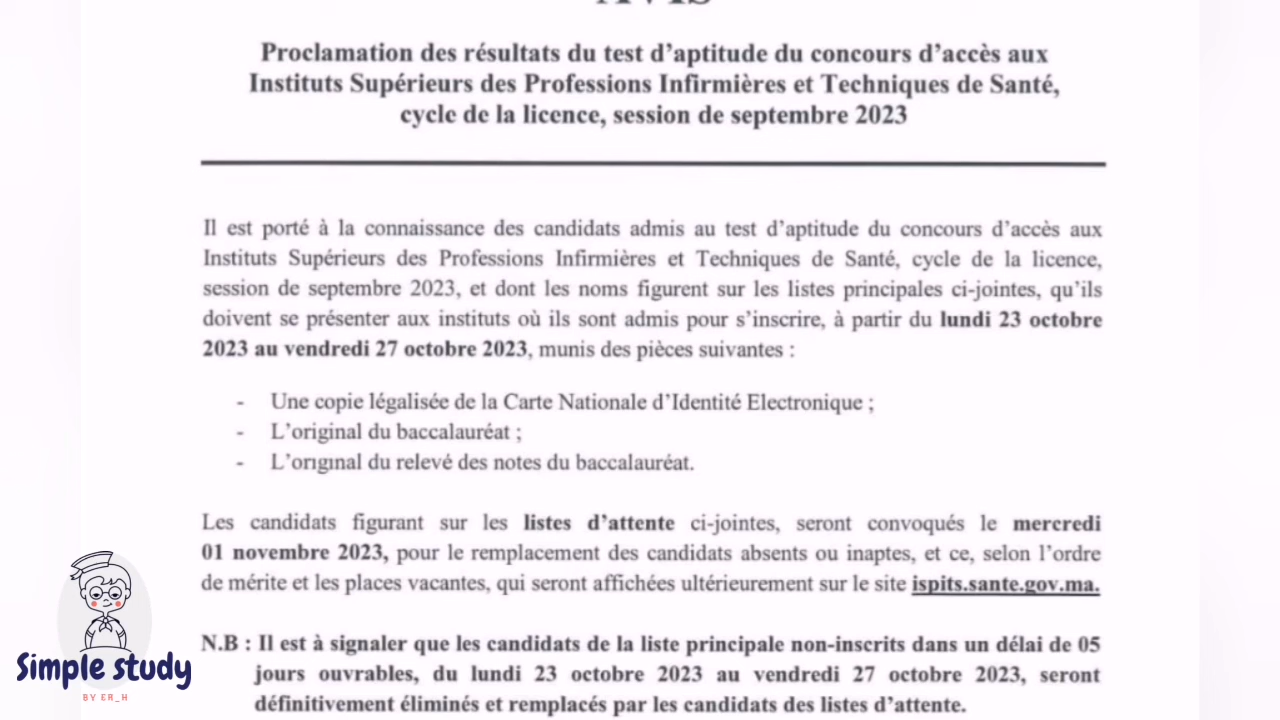 AVIS
Proclamation des résultats du test d’aptitude du concours d’accès aux
Instituts Supérieurs des Professions Infirmières et Techniques de Santé,
cycle de la licence, session de septembre 2023
Il est porté à la connaissance des candidats admis au test d’aptitude du concours d’accès aux
Instituts Supérieurs des Professions Infirmières et Techniques de Santé, cycle de la licence,
session de septembre 2023, et dont les noms figurent sur les listes principales ci-jointes, qu’ils
doivent se présenter aux instituts où ils sont admis pour s’inscrire, à partir du lundi 23 octobre
2023 au vendredi 27 octobre 2023, munis des pièces suivantes :
- Une copie légalisée de la Carte Nationale d’Identité Electronique ;
- L’original du baccalauréat ;
- L’original du relevé des notes du baccalauréat.
Les candidats figurant sur les listes d’attente ci-jointes, seront convoqués le mercredi
01 novembre 2023, pour le remplacement des candidats absents ou inaptes, et ce, selon l’ordre
de mérite et les places vacantes, qui seront affichées ultérieurement sur le site ispits.sante.gov.ma.
N.B : Il est à signaler que les candidats de la liste principale non-inscrits dans un délai de 05
jours ouvrables, du lundi 23 octobre 2023 au vendredi 27 octobre 2023, seront
définitivement éliminés et remplacés par les candidats des listes d’attente.
Simple study
BY ER_H